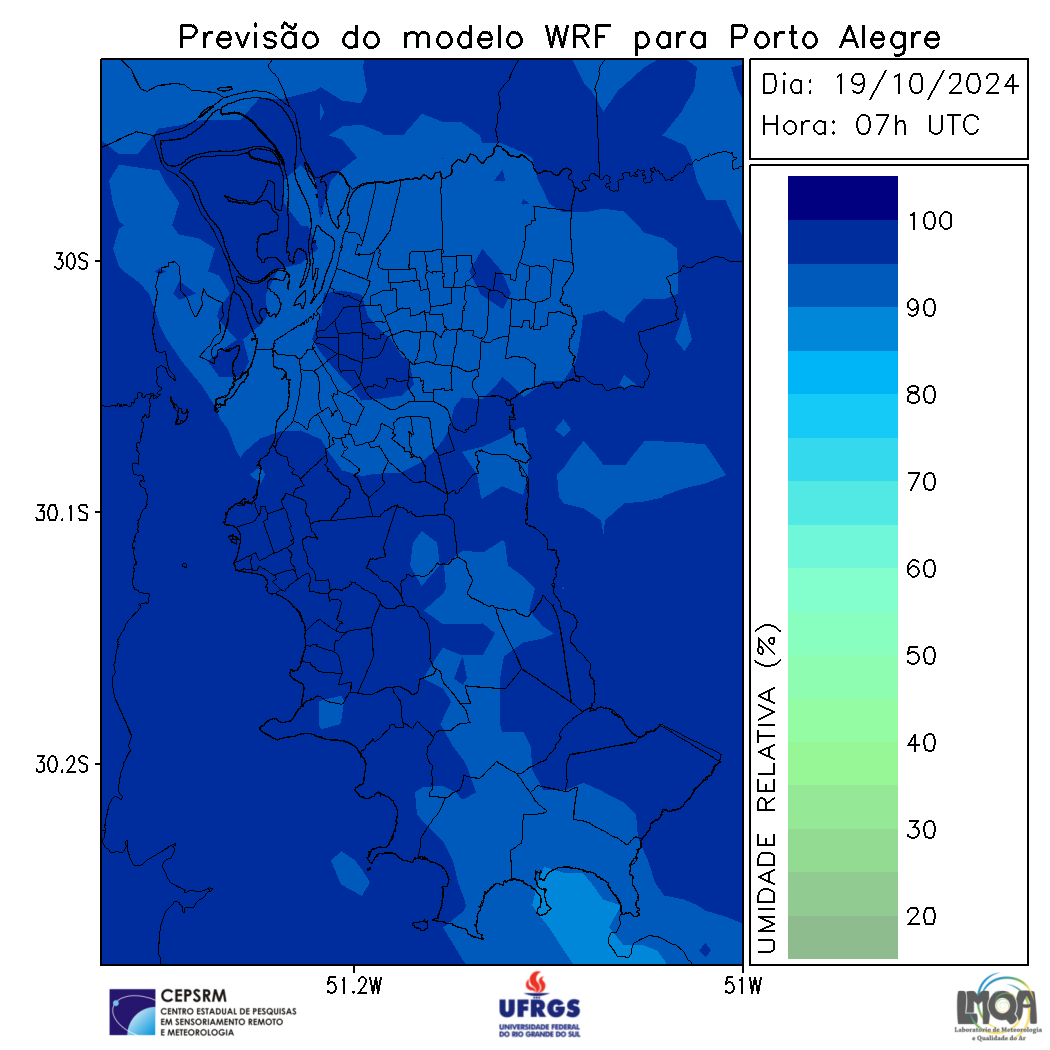 Previsão do modelo WRF para Porto Alegre
Dia: 19/10/2024
Hora: 07h UTC
100
90
80
70
60
50
40
30
20
UMIDADE RELATIVA (%)
30S
30.1S
30.2S
51.2W
51W
CEPSRM
CENTRO ESTADUAL DE PESQUISAS
EM SENSORIAMENTO REMOTO
E METEOROLOGIA
UFRGS
UNIVERSIDADE FEDERAL
DO RIO GRANDE DO SUL
LMQA
Laboratório de Meteorologia
e Qualidade do Ar